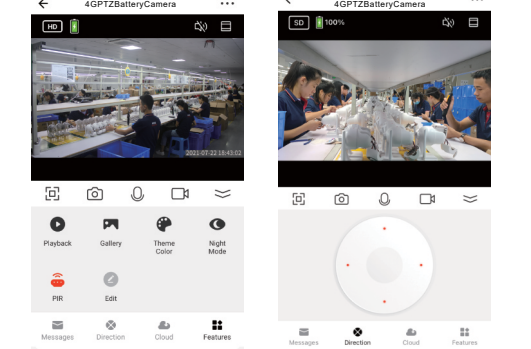 4GPTZBatteryCamera
HD
2021-07-22 18:43:02
Playback
Gallery
Theme
Color
Night
Mode
PIR
Edit
Messages
Direction
Cloud
Features
4GPTZBatteryCamera
SD
100%
Messages
Direction
Cloud
Features